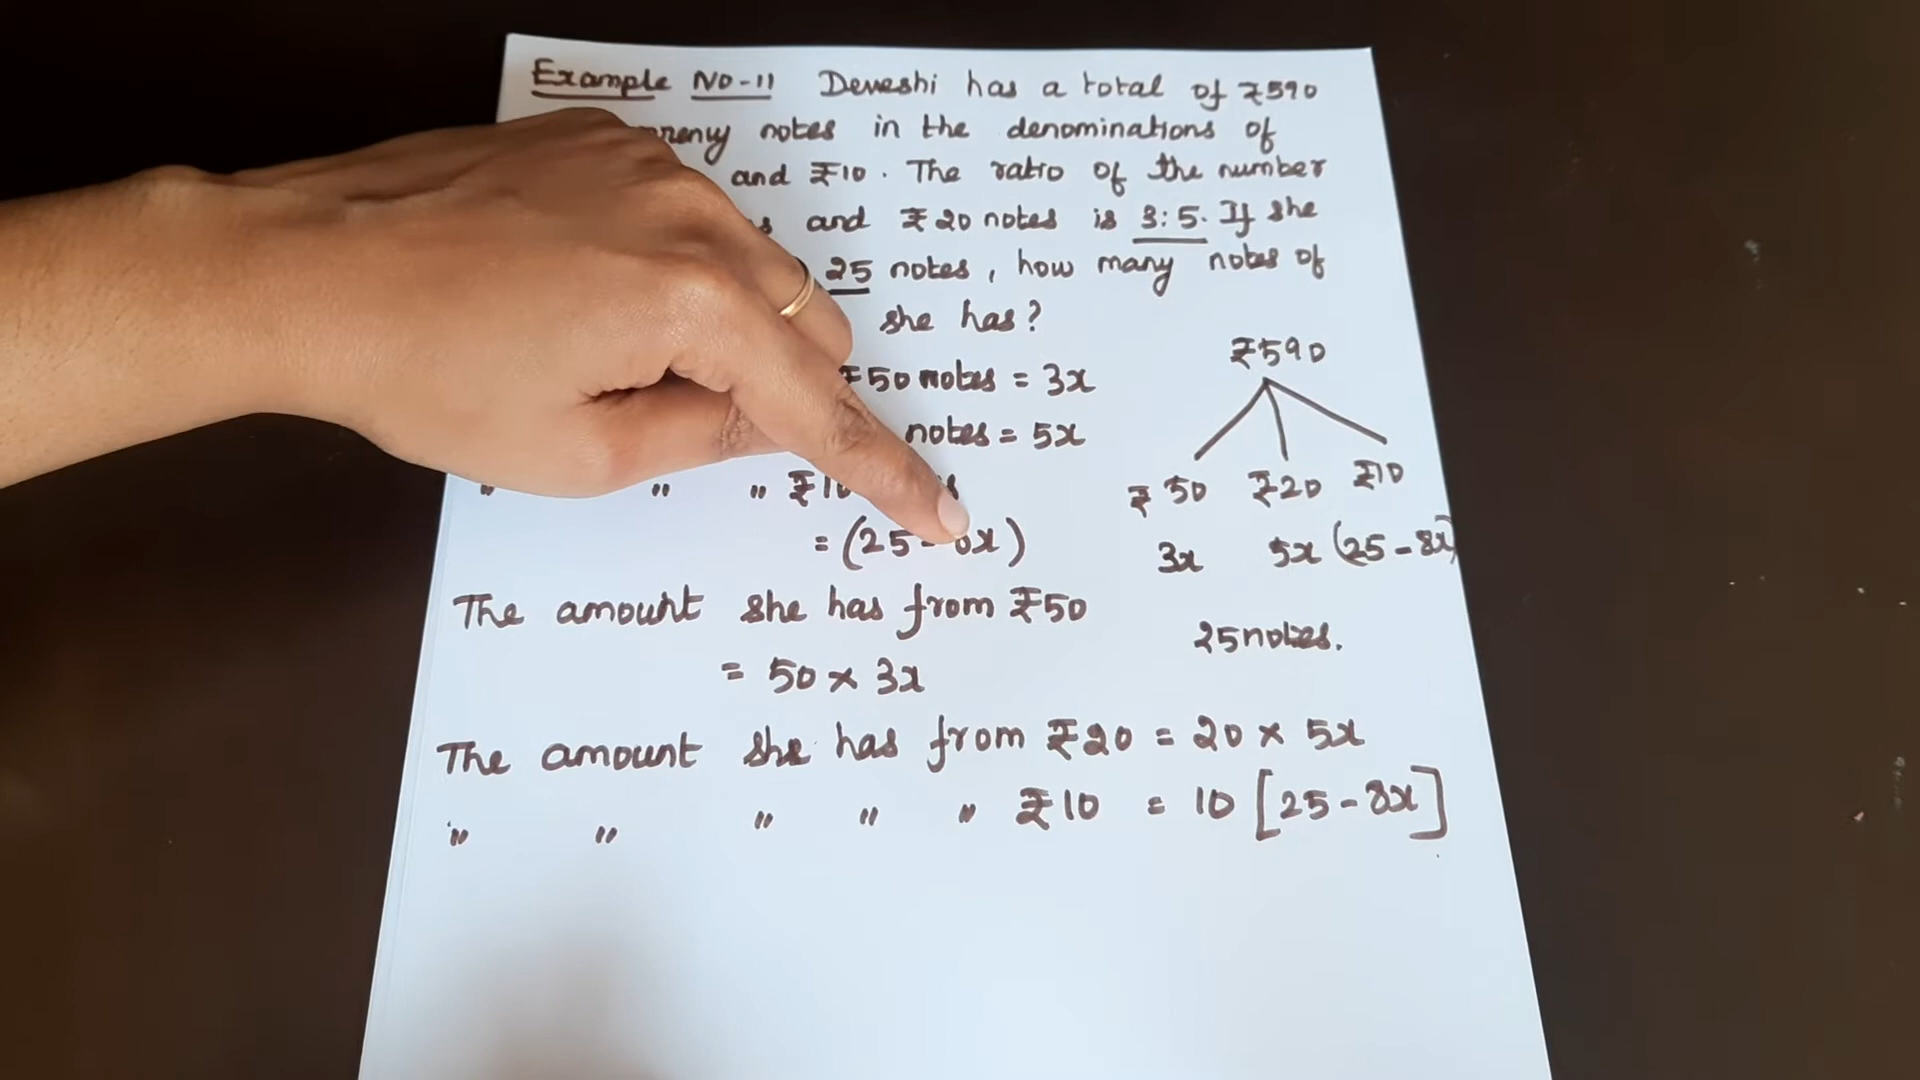 Example NO-11 Deveshi has a total of ₹590
notes in the denominations of
and ₹10. The ratio of the number
and ₹20 notes is 3:5. If she
25 notes, how many notes of
she has?
₹50 notes = 3x
notes = 5x
" " " ₹10
= (25-8x)
₹590
₹50 ₹20 ₹10
3x 5x (25-8x)
25 notes.
The amount she has from ₹50
= 50 × 3x
The amount she has from ₹20 = 20 × 5x
" " " " " ₹10 = 10 [25-8x]